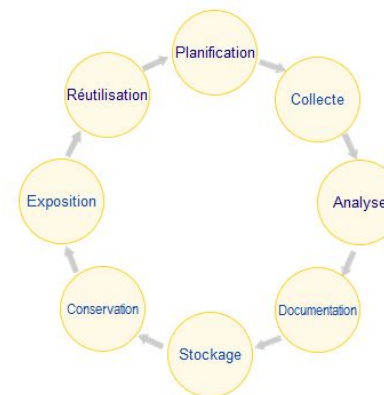 Planification
Collecte
Analyse
Documentation
Stockage
Conservation
Exposition
Réutilisation